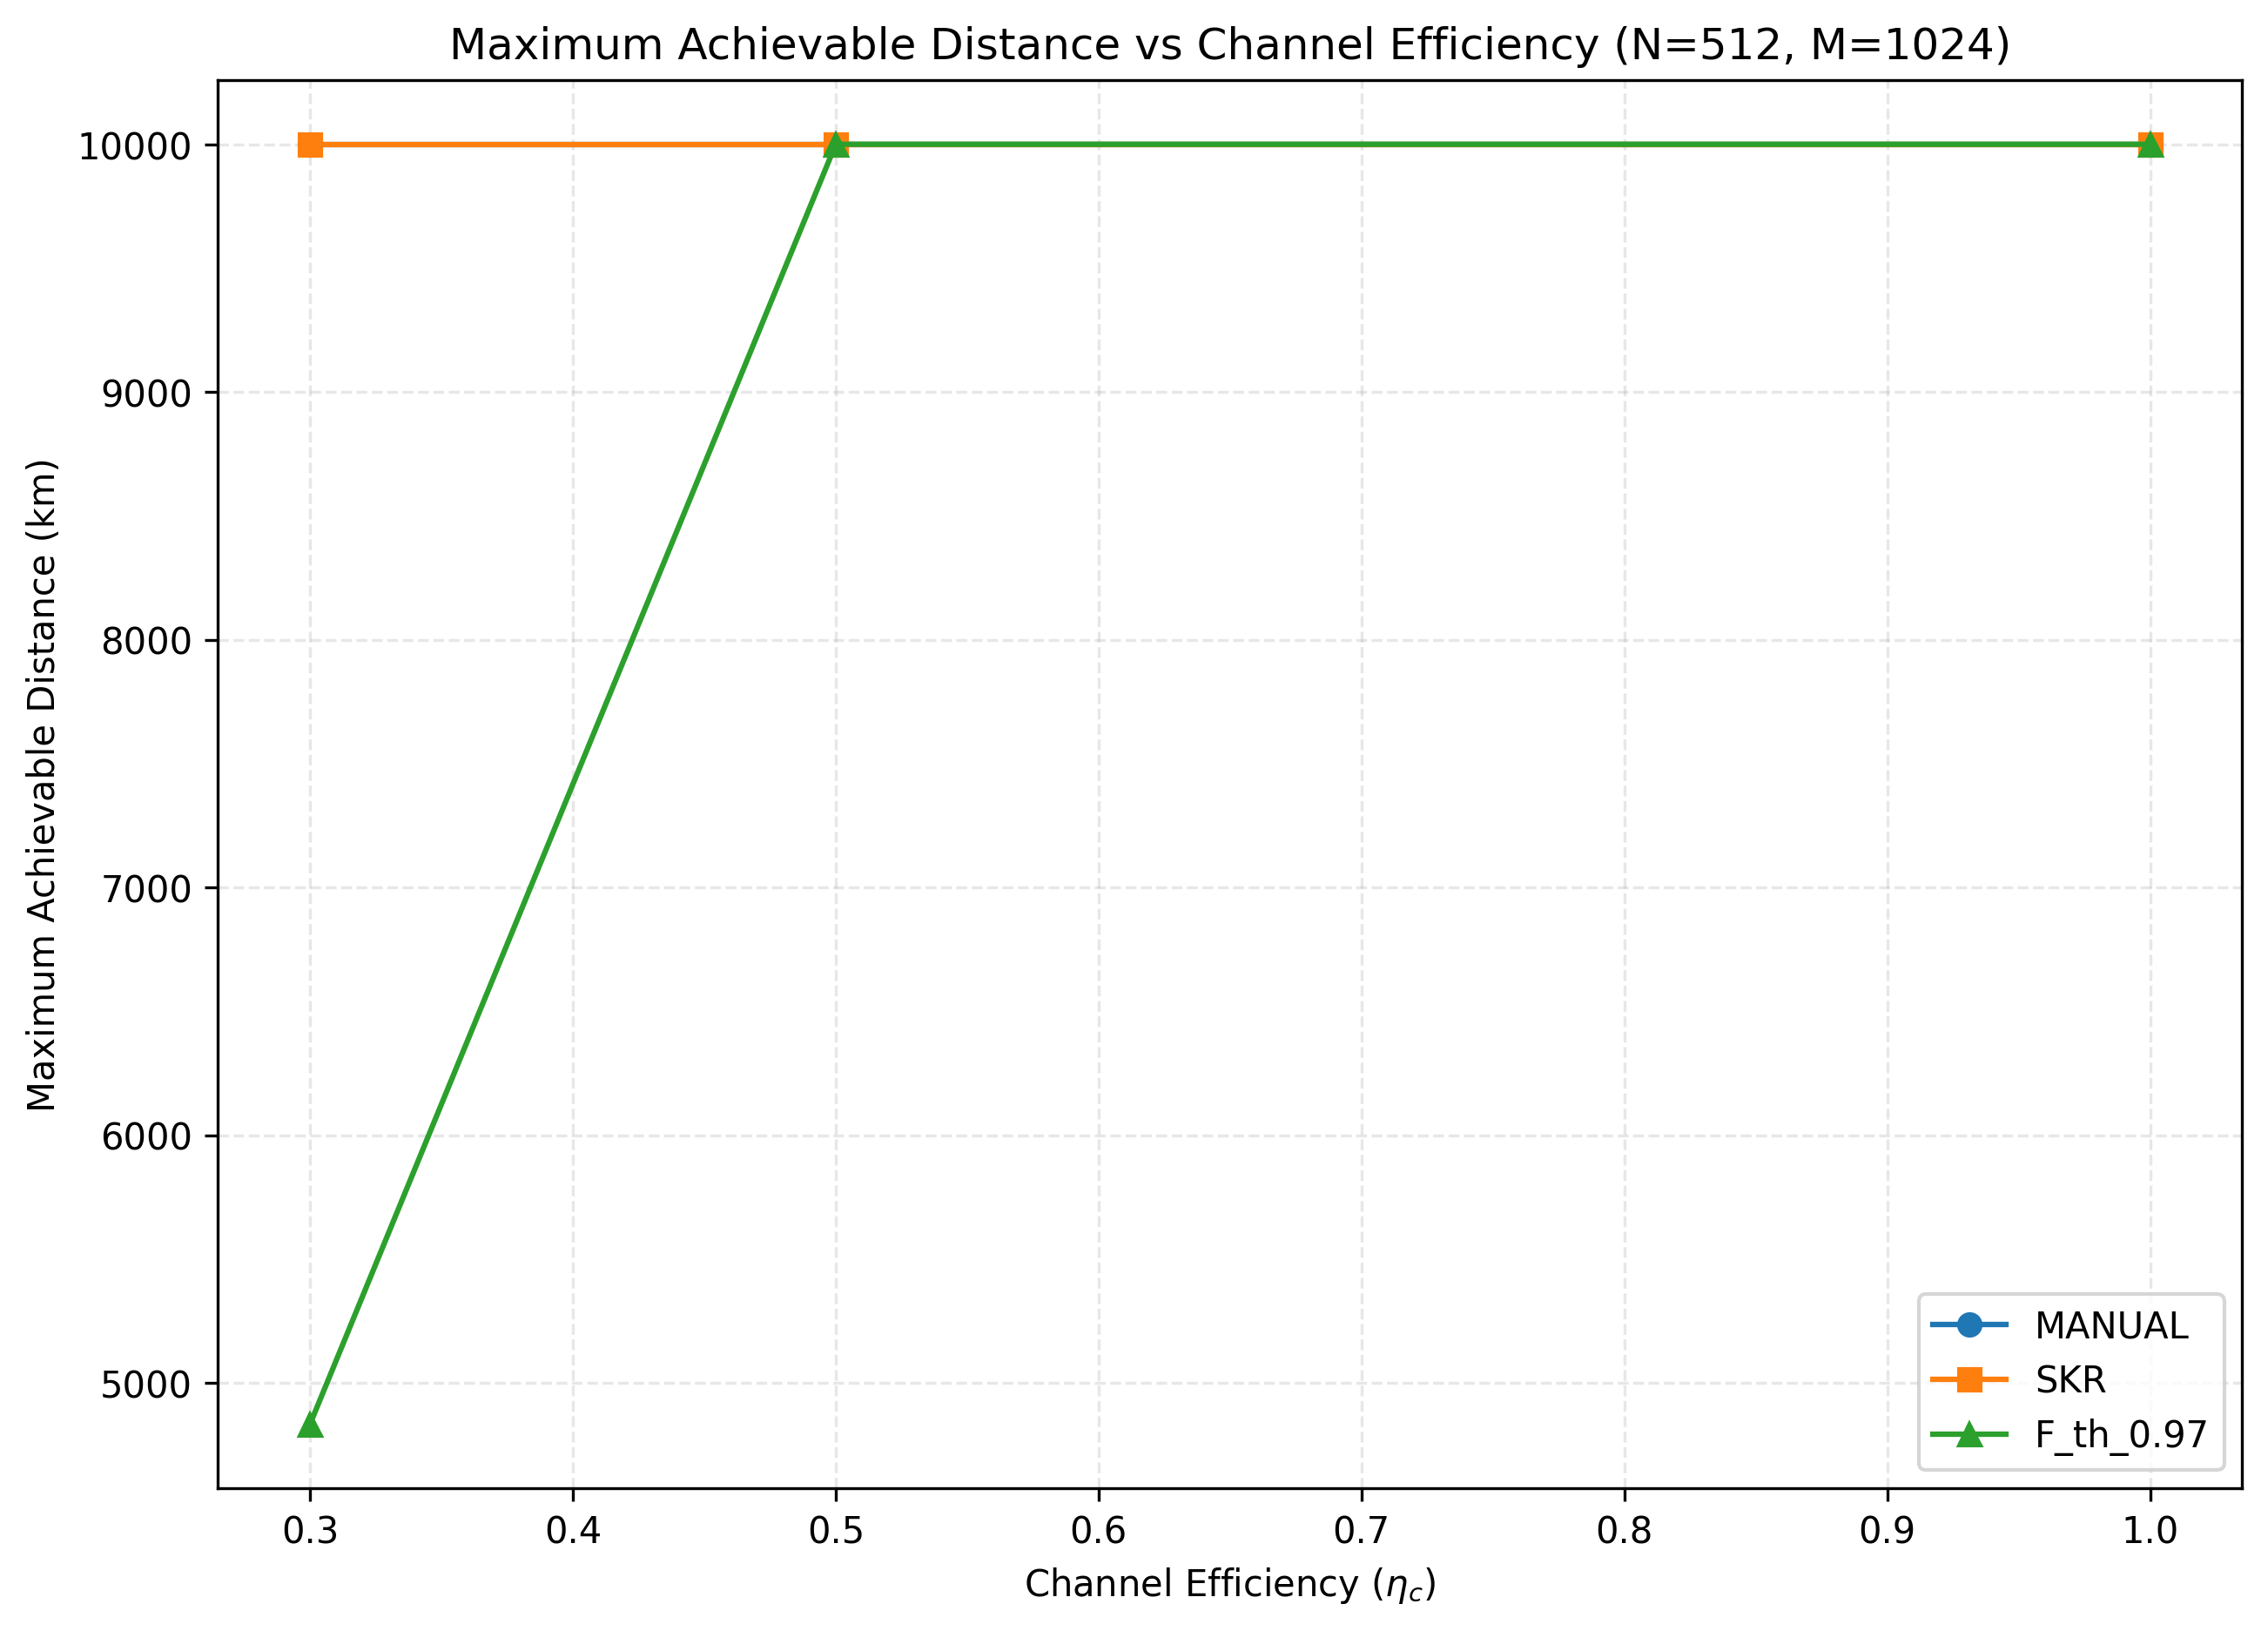 Maximum Achievable Distance vs Channel Efficiency (N=512, M=1024)
Maximum Achievable Distance (km)
10000
9000
8000
7000
6000
5000
0.3 0.4 0.5 0.6 0.7 0.8 0.9 1.0
Channel Efficiency (η_c)
MANUAL
SKR
F_th_0.97